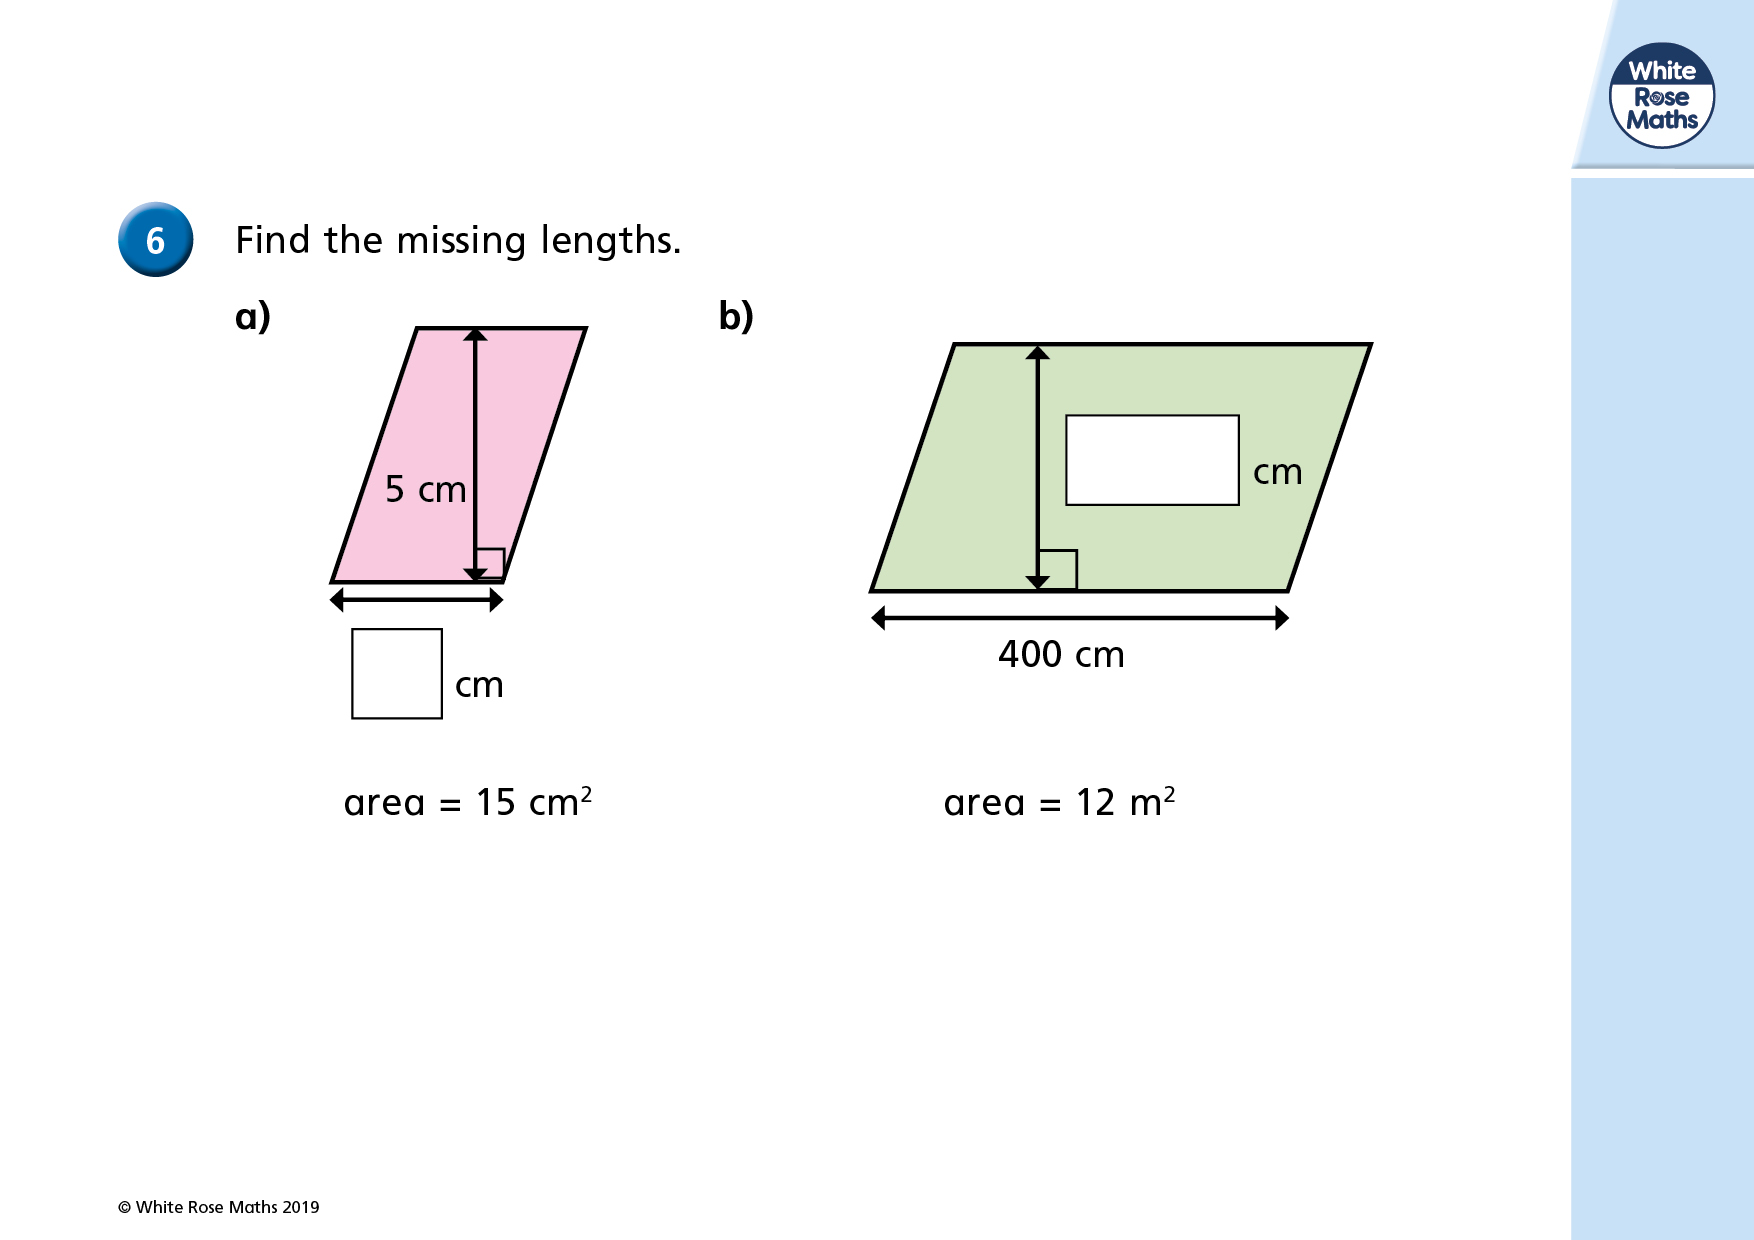 White
Rose
Maths
6 Find the missing lengths.
a) b)
5 cm
cm
400 cm
cm
area = 15 cm²
area = 12 m²
© White Rose Maths 2019